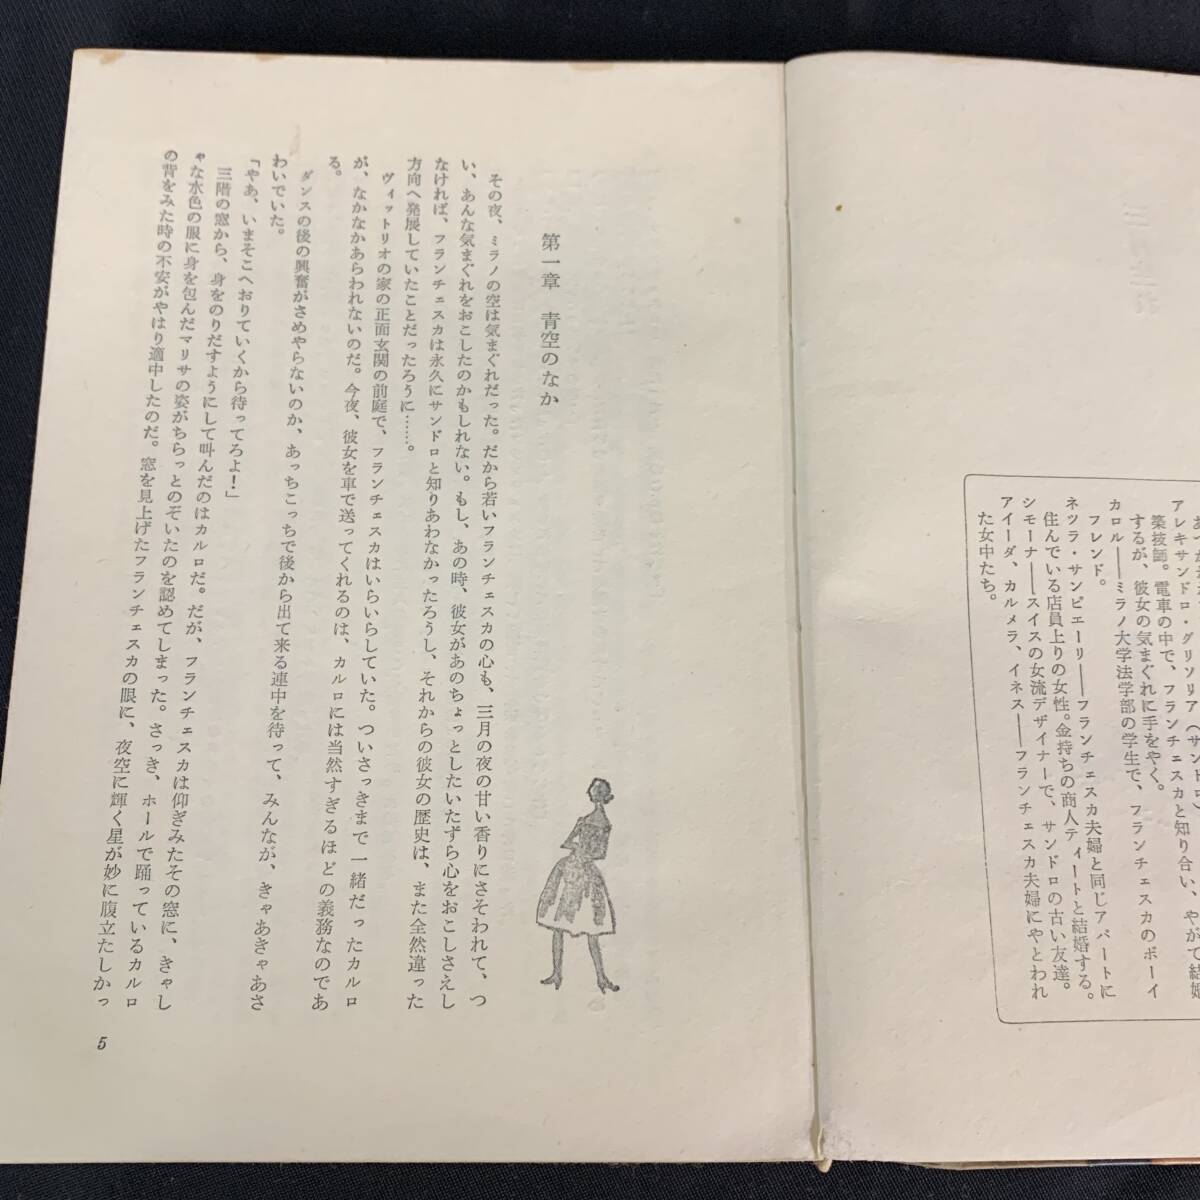 アレキサンドロ・グリソリア（サンドロ）
築技師。電車の中で、フランチェスカと知り合い、やがて結婚
するが、彼女の気まぐれに手をやく。
カロル――ミラノ大学法学部の学生で、フランチェスカのボーイ
フレンド。
ネツラ・サンピエーリ――フランチェスカ夫婦と同じアパートに
住んでいる店員上りの女性。金持ちの商人ティートと結婚する。
シモーナ――スイスの女流デザイナーで、サンドロの古い友達。
アイーダ、カルメラ、イネス――フランチェスカ夫婦にやとわれ
た女中たち。
第一章　青空のなか
その夜、ミラノの空は気まぐれだった。だから若いフランチェスカの心も、三月の夜の甘い香りにさそわれて、つ
い、あんな気まぐれをおこしたのかもしれない。もし、あの時、彼女があのちょっとしたいたずら心をおこしさえし
なければ、フランチェスカは永久にサンドロと知りあわなかったろうし、それからの彼女の歴史は、また全然違った
方向へ発展していたことだったろうに……。
ヴィットリオの家の正面玄関の前庭で、フランチェスカはいらいらしていた。ついさっきまで一緒だったカルロ
が、なかなかあらわれないのだ。今夜、彼女を車で送ってくれるのは、カルロには当然すぎるほどの義務なのであ
る。
ダンスの後の興奮がさめやらないのか、あっちこっちで後から出て来る連中を待って、みんなが、きゃあきゃあさ
わいでいた。
「やあ、いまそこへおりていくから待ってろよ！」
三階の窓から、身をのりだすようにして叫んだのはカルロだ。だが、フランチェスカは仰ぎみたその窓に、きゃし
ゃな水色の服に身を包んだマリサの姿がちらっとのぞいたのを認めてしまった。さっき、ホールで踊っているカルロ
の背をみた時の不安がやはり適中したのだ。窓を見上げたフランチェスカの眼に、夜空に輝く星が妙に腹立たしかっ
5